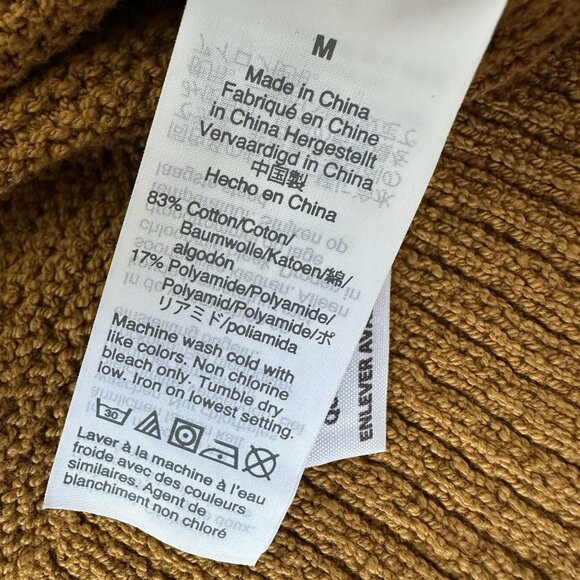 M
Made in China
Fabriqué en Chine
in China Hergestellt
Vervaardigd in China
中国製
Hecho en China
83% Cotton/Coton/
Baumwolle/Katoen/綿/
algodón
17% Polyamide/Polyamide/
Polyamid/Polyamide/ポ
リアミド/poliamida
Machine wash cold with
like colors. Non chlorine
bleach only. Tumble dry
low. Iron on lowest setting.
30
Laver à la machine à l'eau
froide avec des couleurs
similaires. Agent de
blanchiment non chloré
ENLEVER AVA